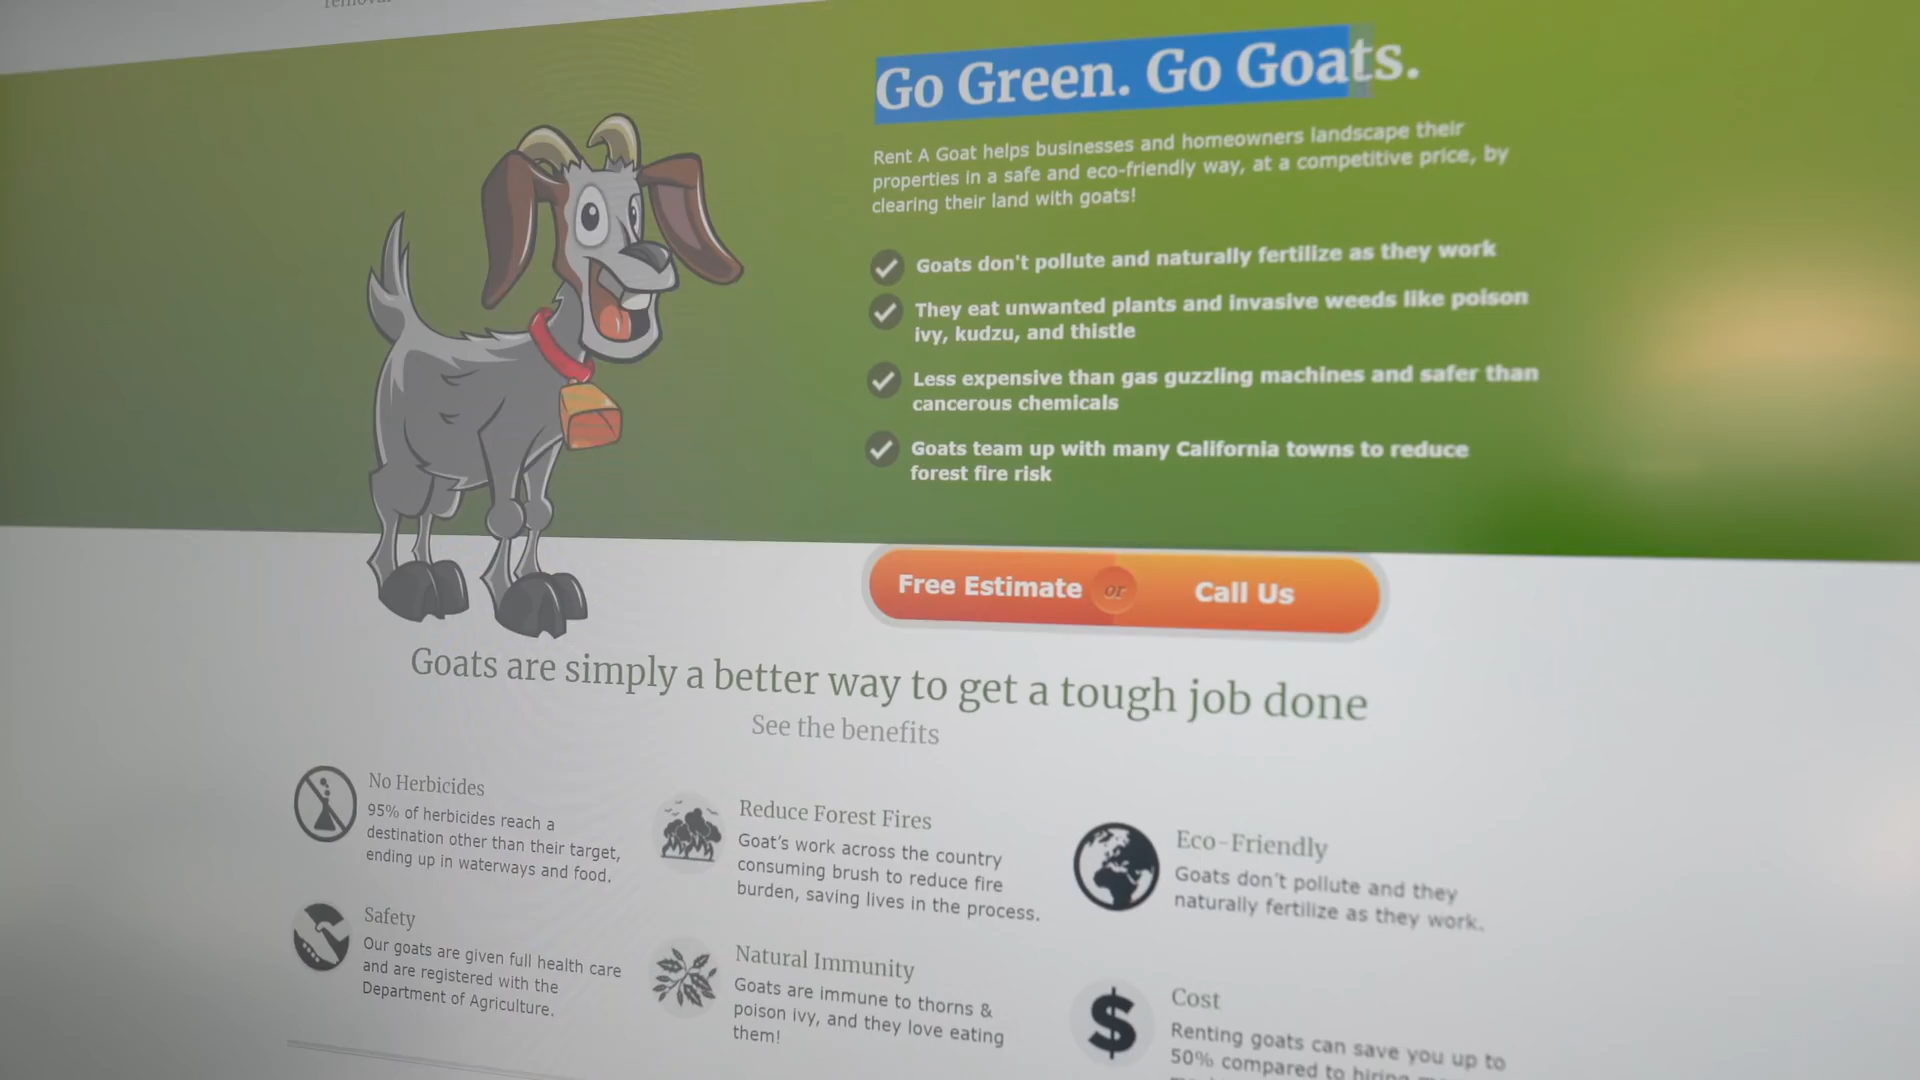 removal
Go Green. Go Goats.
Rent A Goat helps businesses and homeowners landscape their
properties in a safe and eco-friendly way, at a competitive price, by
clearing their land with goats!
Goats don't pollute and naturally fertilize as they work
They eat unwanted plants and invasive weeds like poison
ivy, kudzu, and thistle
Less expensive than gas guzzling machines and safer than
cancerous chemicals
Goats team up with many California towns to reduce
forest fire risk
Free Estimate or Call Us
Goats are simply a better way to get a tough job done
See the benefits
No Herbicides
95% of herbicides reach a
destination other than their target,
ending up in waterways and food.
Reduce Forest Fires
Goat's work across the country
consuming brush to reduce fire
burden, saving lives in the process.
Eco-Friendly
Goats don't pollute and they
naturally fertilize as they work.
Safety
Our goats are given full health care
and are registered with the
Department of Agriculture.
Natural Immunity
Goats are immune to thorns &
poison ivy, and they love eating
them!
Cost
Renting goats can save you up to
50% compared to hiring